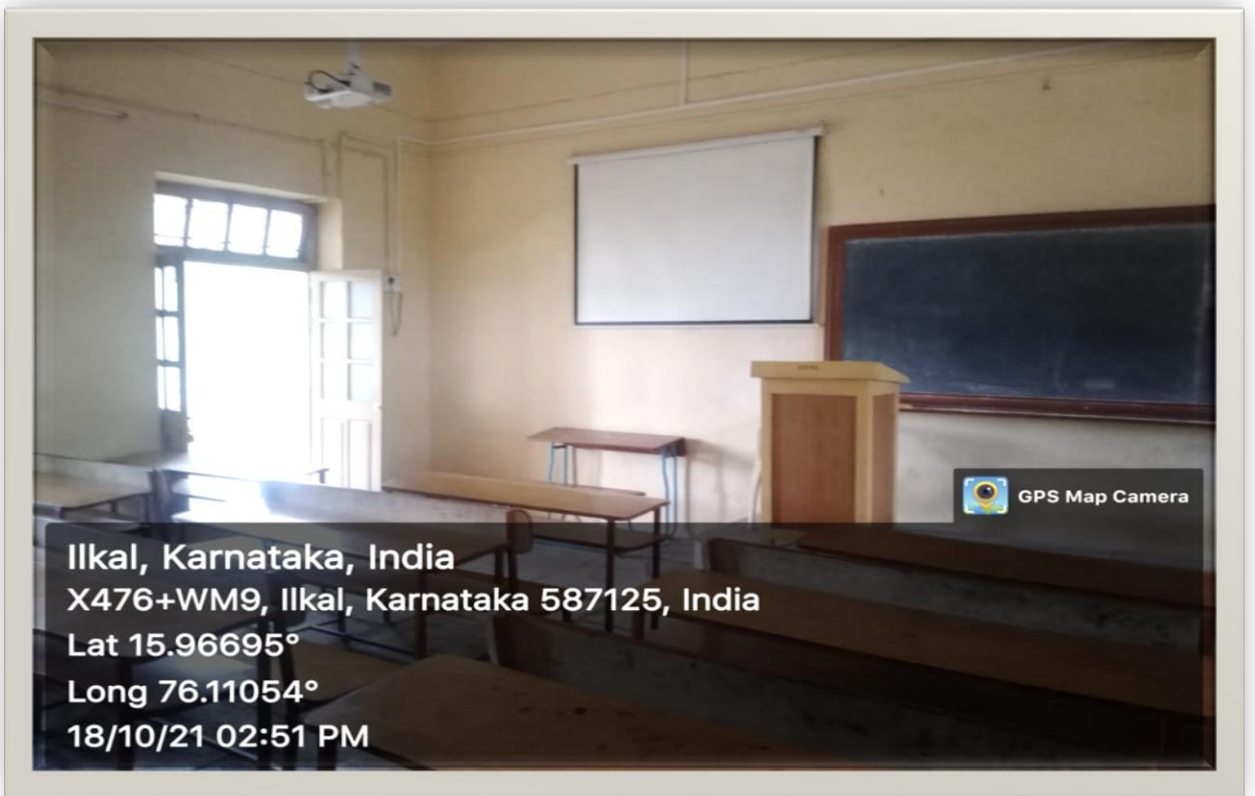 GPS Map Camera
Ilkal, Karnataka, India
X476+WM9, Ilkal, Karnataka 587125, India
Lat 15.96695°
Long 76.11054°
18/10/21 02:51 PM